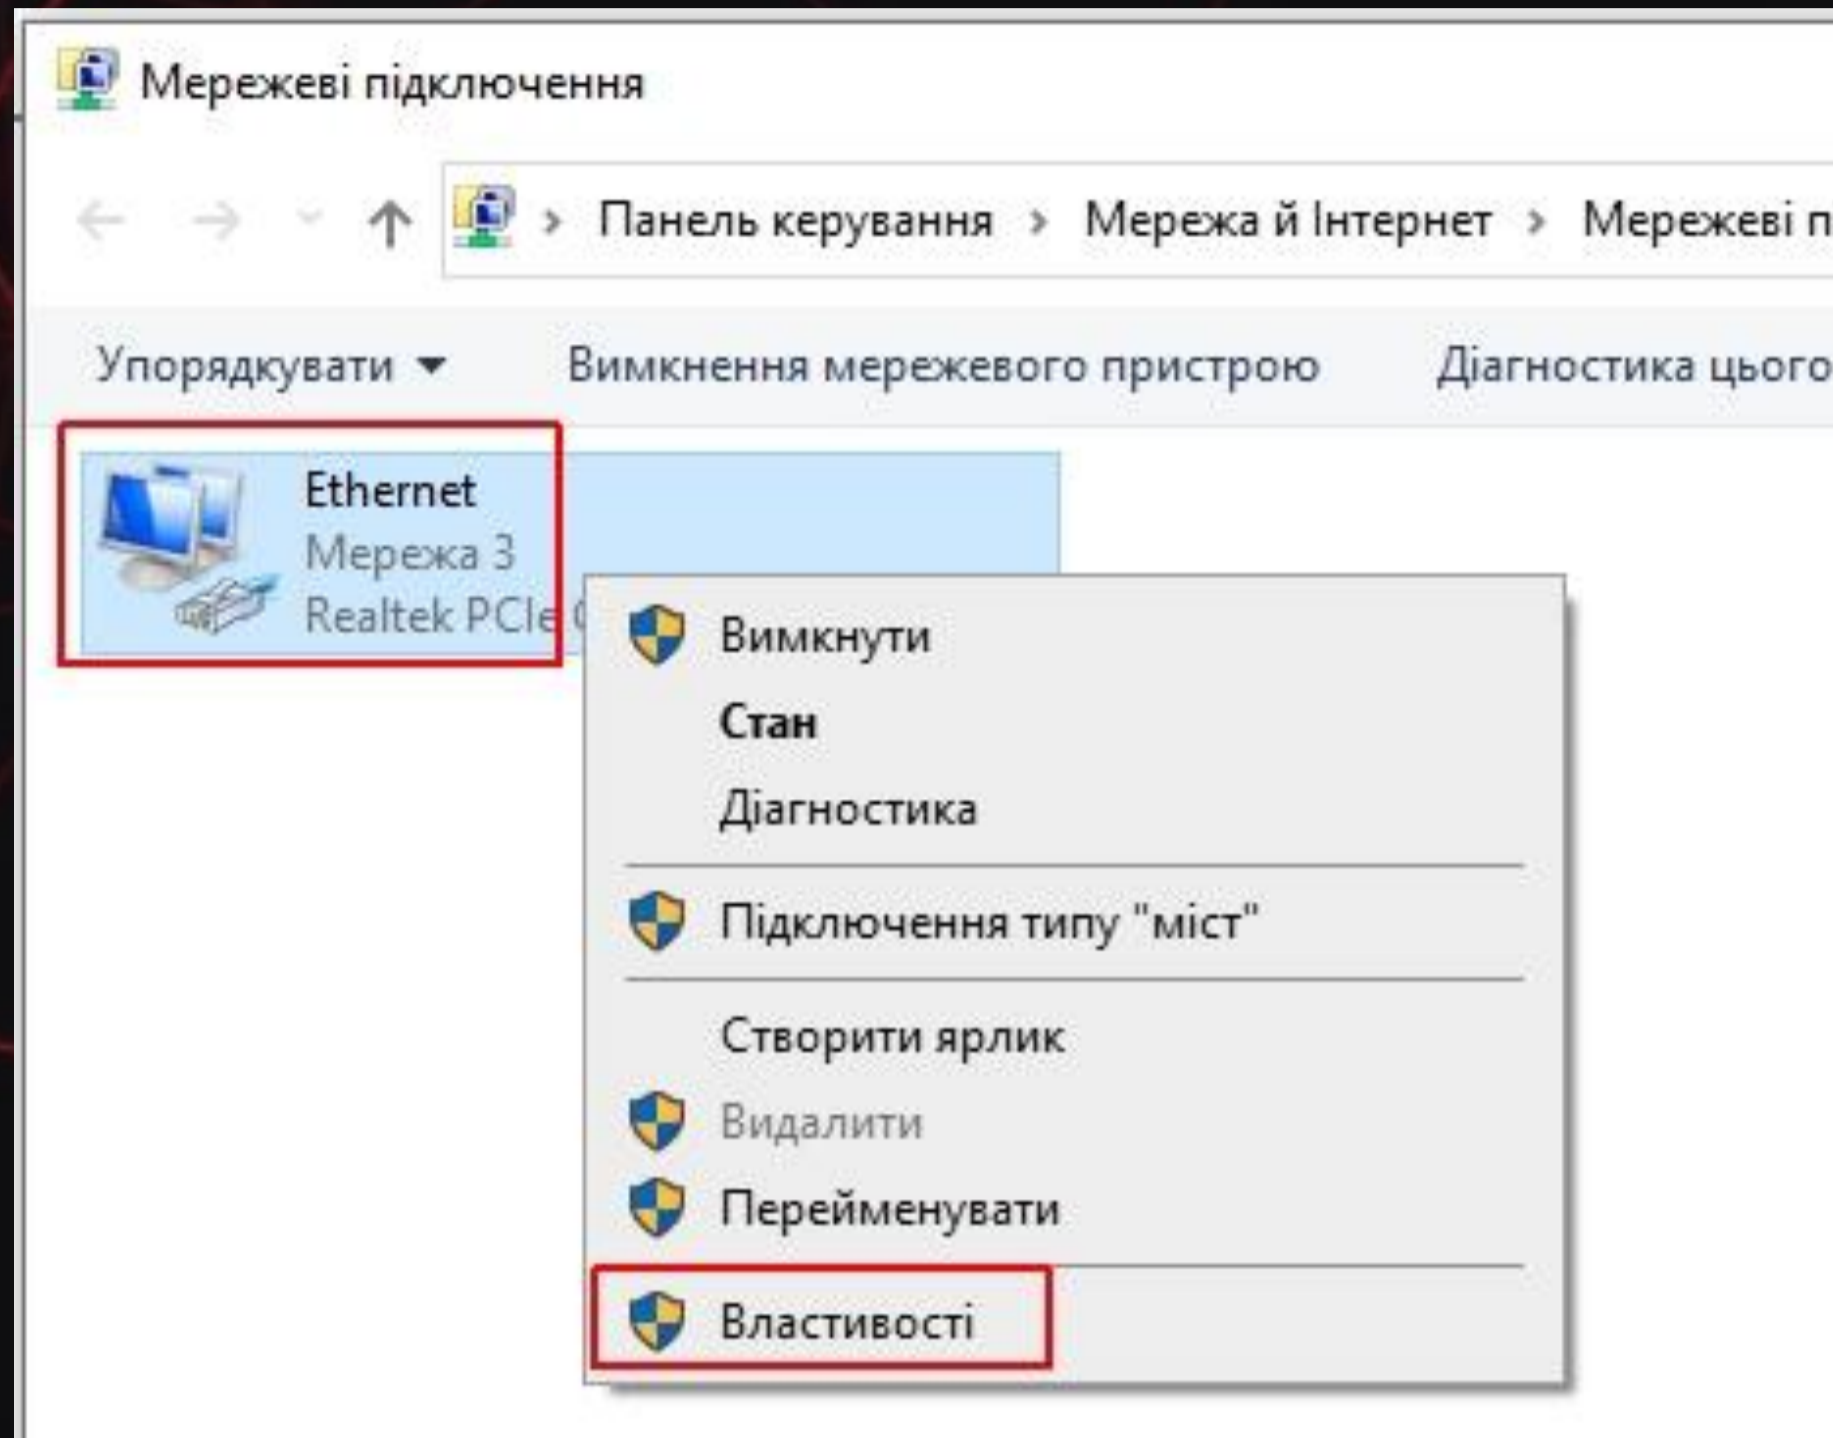 Мережеві підключення
Панель керування > Мережа й Інтернет > Мережеві
Упорядкувати Вимкнення мережевого пристрою Діагностика цього
Ethernet
Мережа 3
Realtek PCIe
Вимкнути
Стан
Діагностика
Підключення типу "міст"
Створити ярлик
Видалити
Перейменувати
Властивості